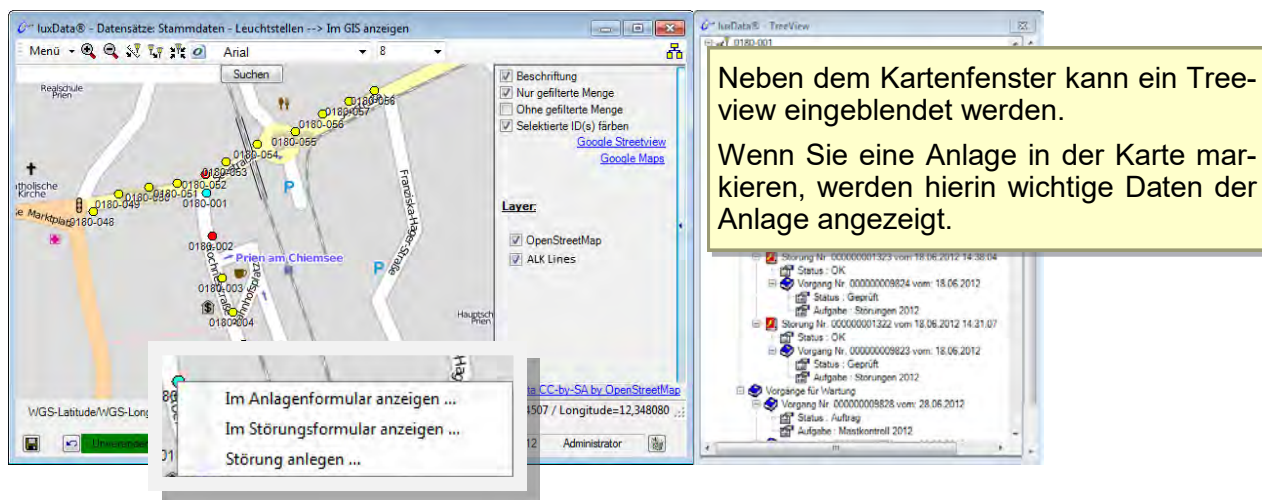 luxData® - Datensätze: Stammdaten - Leuchtstellen --> Im GIS anzeigen
Menü
Arial
8
Suchen
Realschule
Prien
0180-057
0180-056
0180-055
0180-054
0180-053
0180-052
0180-051
0180-049
0180-048
0180-001
0180-002
0180-003
0180-004
Kirche
Prien am Chiemsee
P
P
Franziska-Hager-Straße
Prien
Beschriftung
Nur gefilterte Menge
Ohne gefilterte Menge
Selektierte ID(s) färben
Google Streetview
Google Maps
Layer:
OpenStreetMap
ALK Lines
CC-by-SA by OpenStreetMap
4507 / Longitude=12,348080
Administrator
Im Anlagenformular anzeigen ...
Im Störungsformular anzeigen ...
Störung anlegen ...
luxData® - TreeView
0180-001
Neben dem Kartenfenster kann ein Tree-
view eingeblendet werden.
Wenn Sie eine Anlage in der Karte mar-
kieren, werden hierin wichtige Daten der
Anlage angezeigt.
Störung Nr. 000000001323 vom 18.06.2012 14:38:04
Status : OK
Vorgang Nr. 000000009824 vom: 18.06.2012
Status : Geprüft
Aufgabe : Störungen 2012
Störung Nr. 000000001322 vom 18.06.2012 14:31:07
Status : OK
Vorgang Nr. 000000009823 vom: 18.06.2012
Status : Geprüft
Aufgabe : Störungen 2012
Vorgänge für Wartung
Vorgang Nr. 000000009828 vom: 28.06.2012
Status : Auftrag
Aufgabe : Mastkontroll 2012